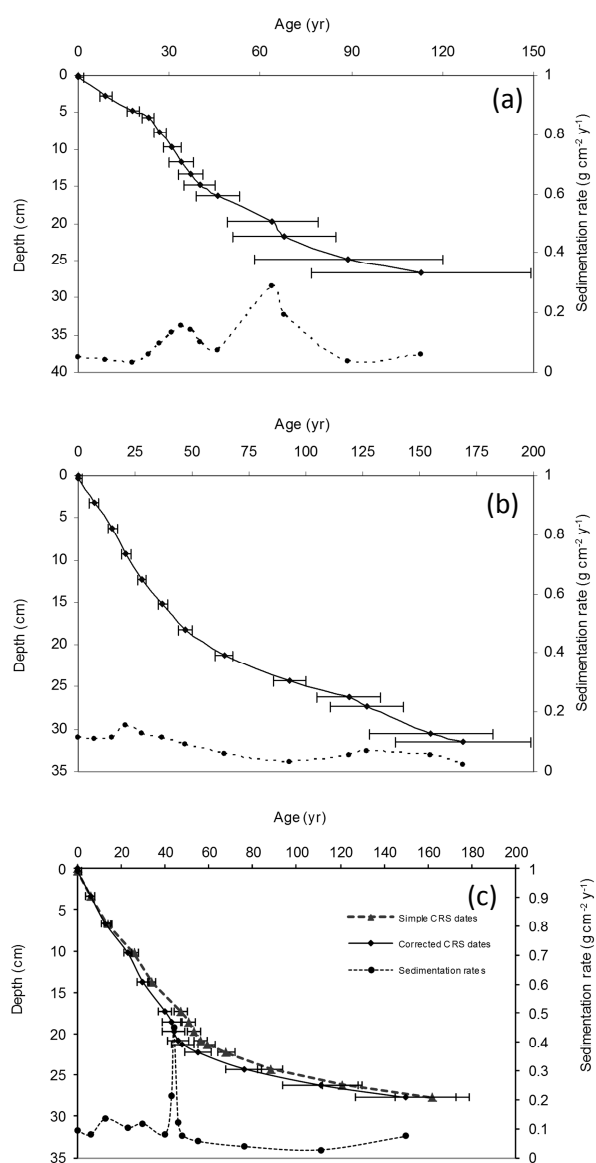 Age (yr)
0 30 60 90 120 150
(a)
0
5
10
15
20
25
30
35
40
Depth (cm)
1
0.8
0.6
0.4
0.2
0
Sedimentation rate (g cm⁻² y⁻¹)
Age (yr)
0 25 50 75 100 125 150 175 200
(b)
0
5
10
15
20
25
30
35
Depth (cm)
1
0.8
0.6
0.4
0.2
0
Sedimentation rate (g cm⁻² y⁻¹)
Age (yr)
0 20 40 60 80 100 120 140 160 180 200
(c)
0
5
10
15
20
25
30
35
Depth (cm)
Simple CRS dates
Corrected CRS dates
Sedimentation rates
1
0.9
0.8
0.7
0.6
0.5
0.4
0.3
0.2
0.1
0
Sedimentation rate (g cm⁻² y⁻¹)